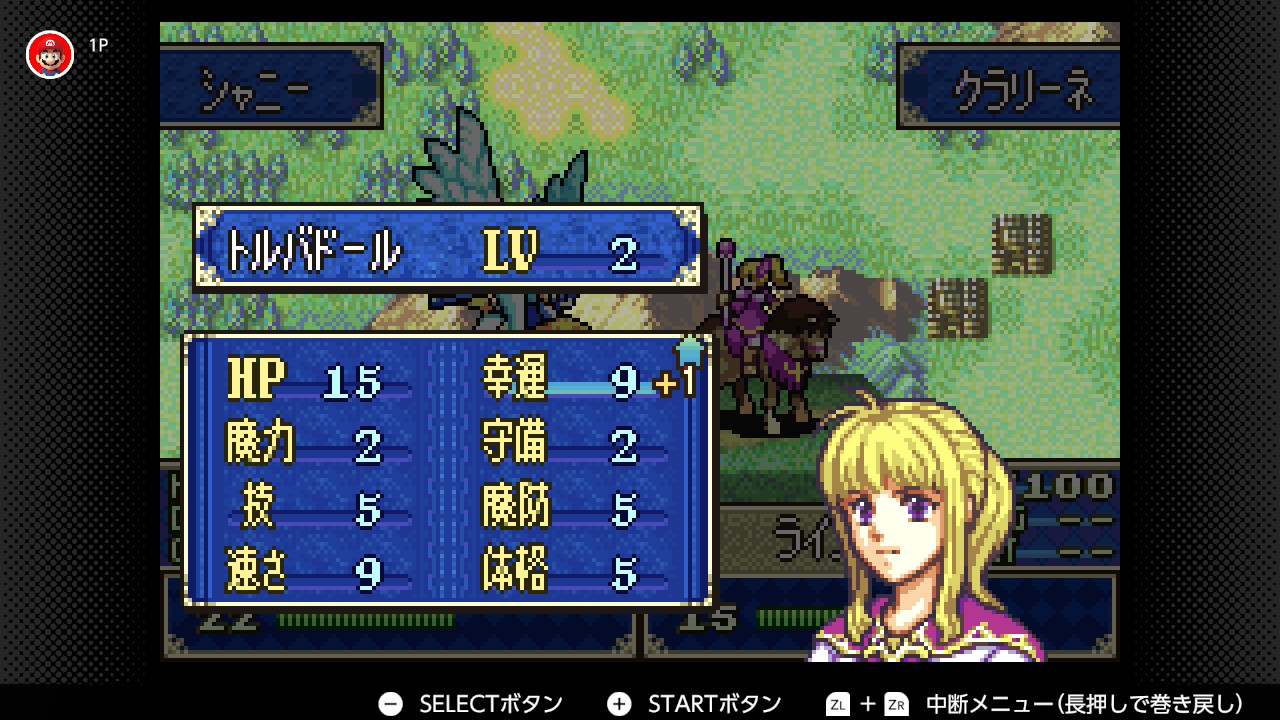 1P
シャニー
クラリーネ
トルバドール LV 2
HP 15 幸運 9 +1
魔力 2 守備 2
技 5 魔防 5
速さ 9 体格 5
100
ライ
22
15
− SELECTボタン + STARTボタン ZL + ZR 中断メニュー(長押しで巻き戻し)